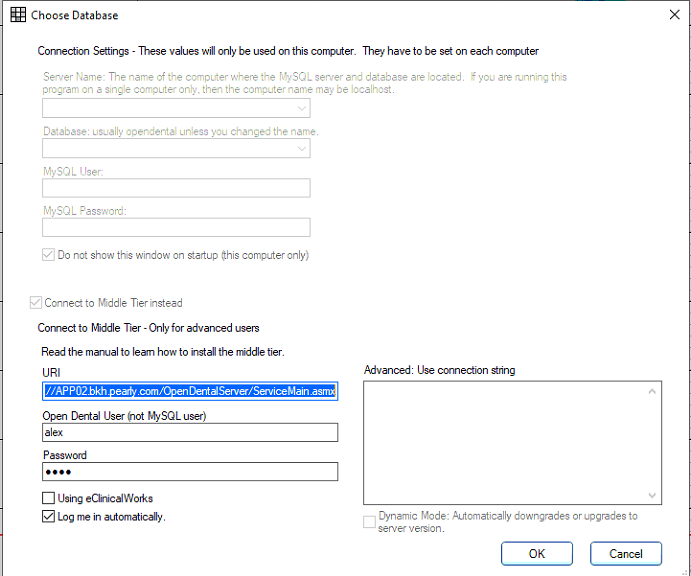 Choose Database
Connection Settings - These values will only be used on this computer.  They have to be set on each computer
Server Name: The name of the computer where the MySQL server and database are located.  If you are running this
program on a single computer only, then the computer name may be localhost.
Database: usually opendental unless you changed the name.
MySQL User:
MySQL Password:
Do not show this window on startup (this computer only)
Connect to Middle Tier instead
Connect to Middle Tier - Only for advanced users
Read the manual to learn how to install the middle tier.
URI
//APP02.bkh.pearly.com/OpenDentalServer/ServiceMain.asmx
Open Dental User (not MySQL user)
alex
Password
●●●●
Using eClinicalWorks
Log me in automatically.
Advanced: Use connection string
Dynamic Mode: Automatically downgrades or upgrades to
server version.
OK
Cancel